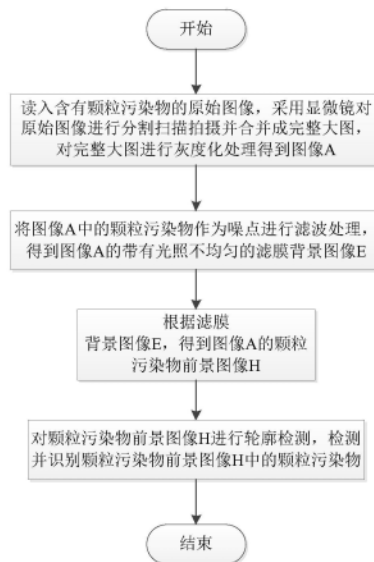 开始
读入含有颗粒污染物的原始图像，采用显微镜对
原始图像进行分割扫描拍摄并合并成完整大图，
对完整大图进行灰度化处理得到图像A
将图像A中的颗粒污染物作为噪点进行滤波处理，
得到图像A的带有光照不均匀的滤膜背景图像E
根据滤膜
背景图像E，得到图像A的颗粒
污染物前景图像H
对颗粒污染物前景图像H进行轮廓检测，检测
并识别颗粒污染物前景图像H中的颗粒污染物
结束